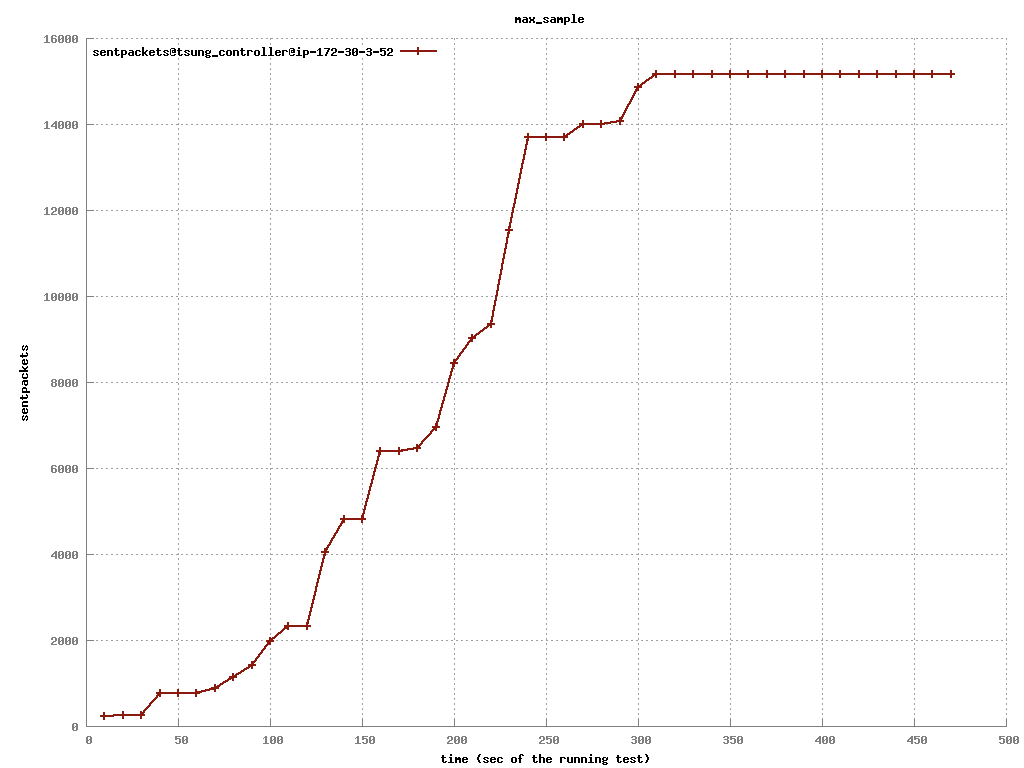 max_sample
16000
sentpackets@tsung_controller@ip-172-30-3-52
14000
12000
10000
sentpackets
8000
6000
4000
2000
0
0 50 100 150 200 250 300 350 400 450 500
time (sec of the running test)